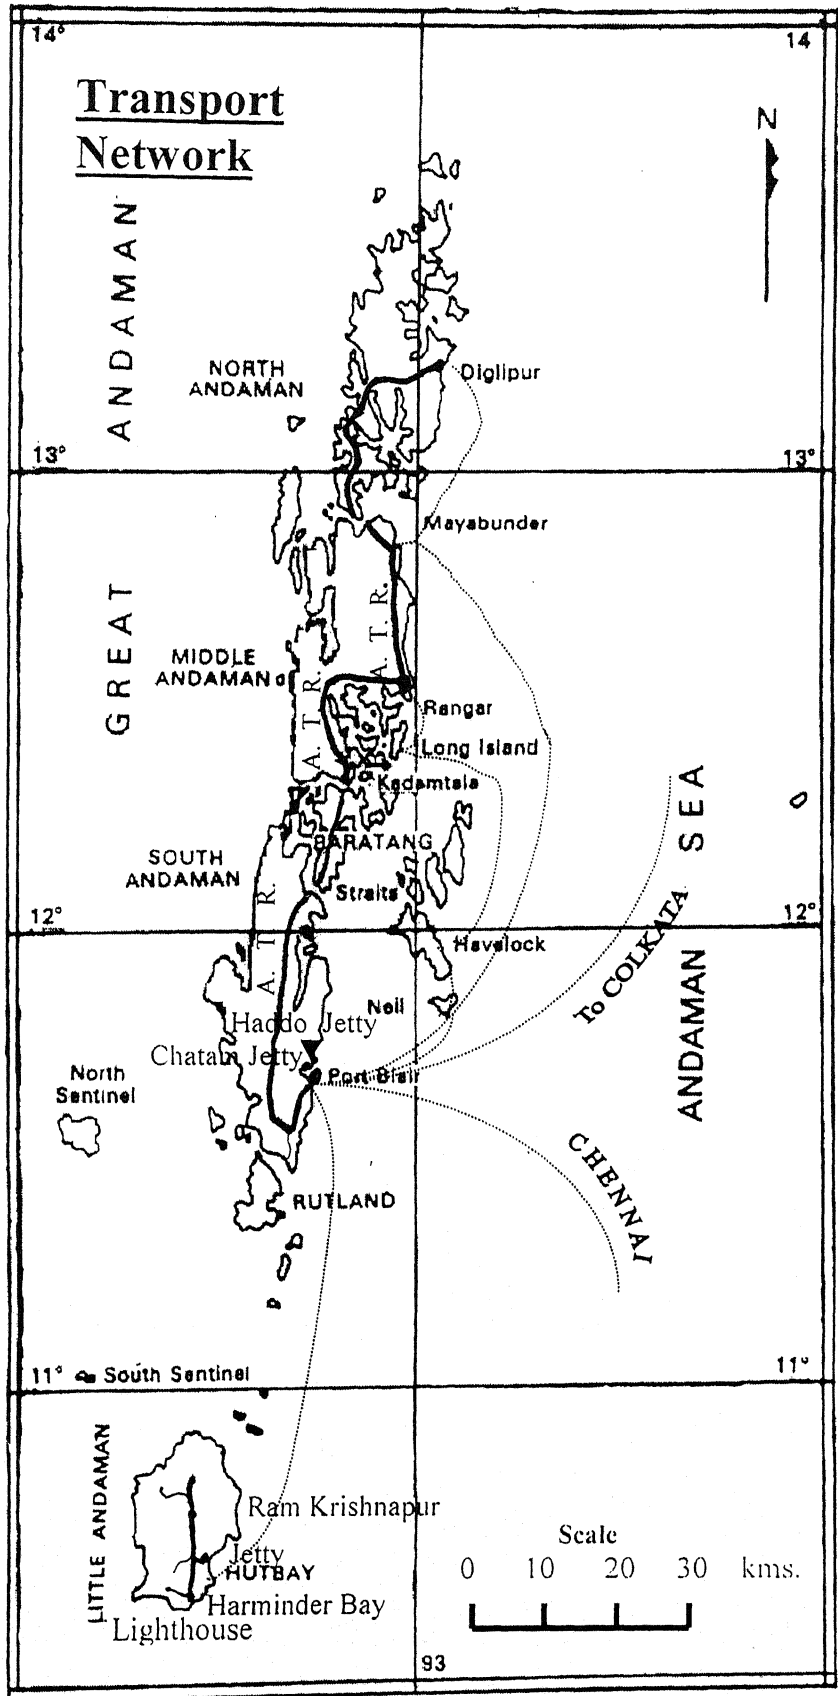 14°
14
Transport
Network
N
GREAT ANDAMAN
NORTH
ANDAMAN
Diglipur
13°
13°
Mayabunder
A. T. R.
MIDDLE
ANDAMAN
A. T. R.
Rangar
Long Island
Kadamtala
BARATANG
SOUTH
ANDAMAN
Straits
A. T. R.
12°
12°
Havelock
ANDAMAN SEA
To COLKATA
Neil
Haddo Jetty
Chatam Jetty
Port Blair
North
Sentinel
CHENNAI
RUTLAND
11°
11°
South Sentinel
LITTLE ANDAMAN
Ram Krishnapur
Jetty
HUTBAY
Harminder Bay
Lighthouse
Scale
0 10 20 30 kms.
93